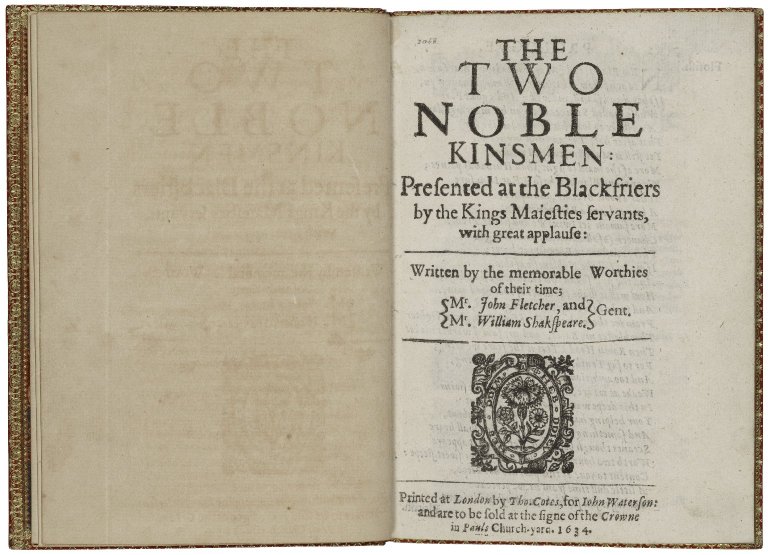 THE
TWO
NOBLE
KINSMEN:
Preſented at the Blackfriers
by the Kings Maieſties ſervants,
with great applauſe:
Written by the memorable Worthies
of their time;
Mr. John Fletcher, and
Mr. William Shakſpeare.
Gent.
Printed at London by Tho. Cotes, for Iohn Waterſon:
and are to be ſold at the ſigne of the Crowne
in Pauls Church-yard. 1634.